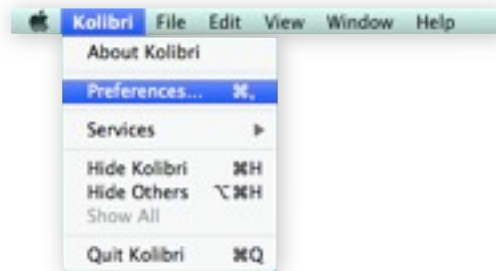 Kolibri File Edit View Window Help
About Kolibri
Preferences... ⌘,
Services ▶
Hide Kolibri ⌘H
Hide Others ⌥⌘H
Show All
Quit Kolibri ⌘Q